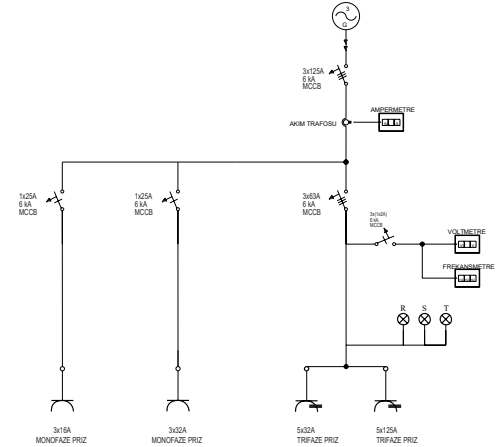 3
G
3x125A
6 kA
MCCB
AMPERMETRE
AKIM TRAFOSU
1x25A
6 kA
MCCB
1x25A
6 kA
MCCB
3x63A
6 kA
MCCB
3x(1x2A)
6 kA
MCCB
VOLTMETRE
FREKANSMETRE
R S T
3x16A
MONOFAZE PRIZ
3x32A
MONOFAZE PRIZ
5x32A
TRIFAZE PRIZ
5x125A
TRIFAZE PRIZ